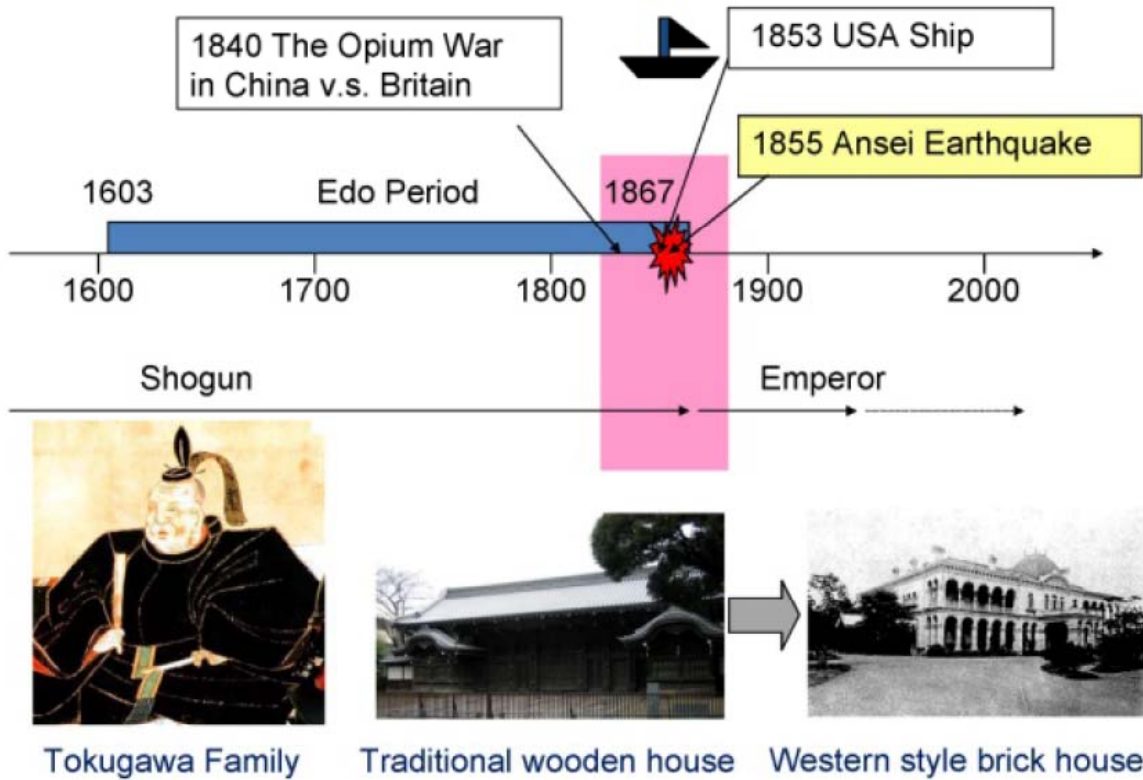 1840 The Opium War
in China v.s. Britain
1853 USA Ship
1855 Ansei Earthquake
1603
Edo Period
1867
1600
1700
1800
1900
2000
Shogun
Emperor
Tokugawa Family
Traditional wooden house
Western style brick house